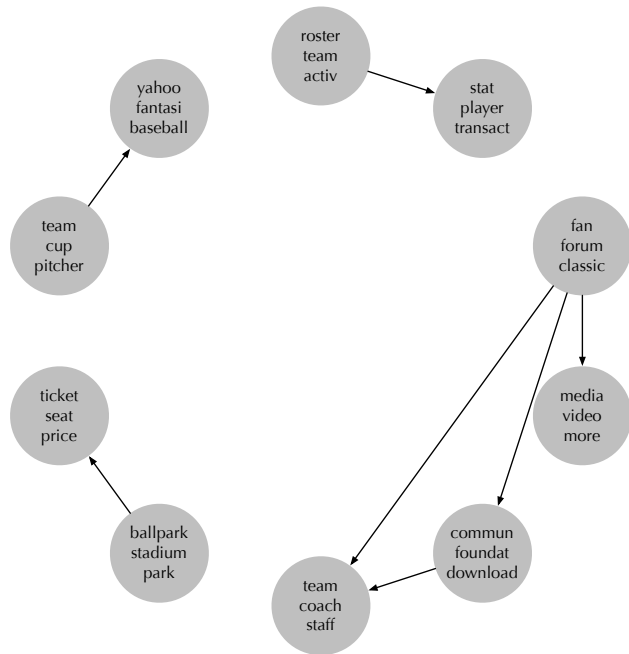 roster
team
activ
yahoo
fantasi
baseball
stat
player
transact
team
cup
pitcher
fan
forum
classic
ticket
seat
price
media
video
more
ballpark
stadium
park
commun
foundat
download
team
coach
staff